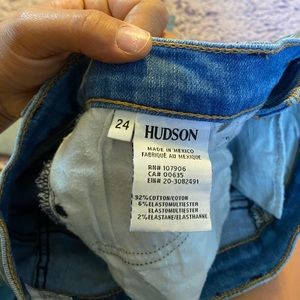 24
HUDSON
MADE IN MEXICO
FABRIQUÉ AU MEXIQUE
RN# 107906
CA# 00635
EIN# 20-3082491
92% COTTON/COTON
6% ELASTOMULTIESTER
ELASTOMULTIESTER
2% ELASTANE/ELASTHANNE